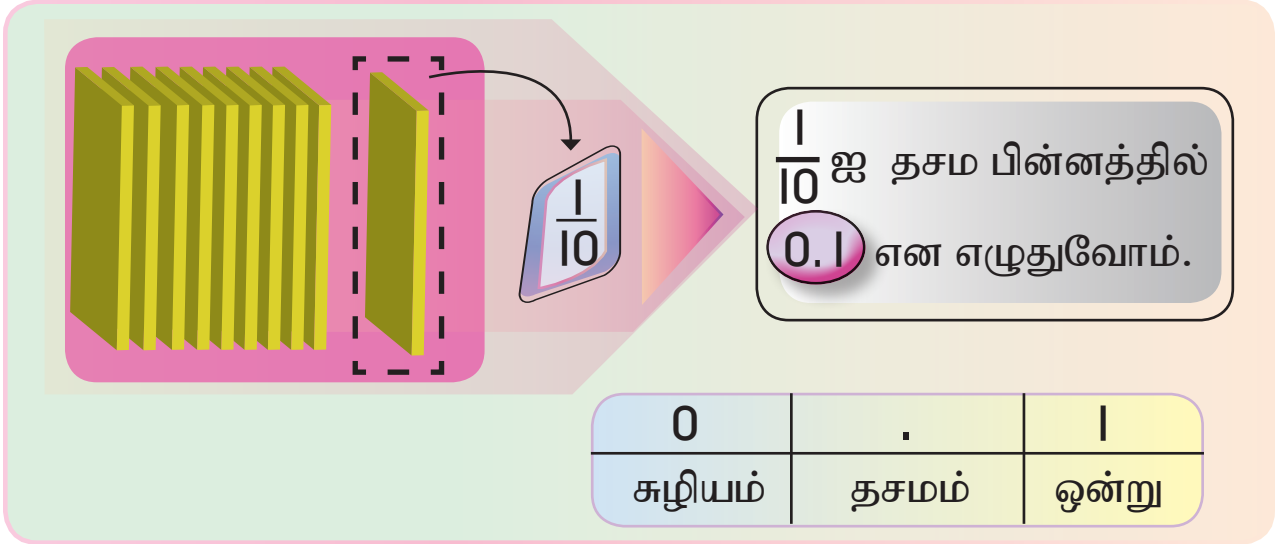 1/10
1/10 ஐ தசம பின்னத்தில்
0.1 என எழுதுவோம்.
0 . 1
சுழியம் தசமம் ஒன்று